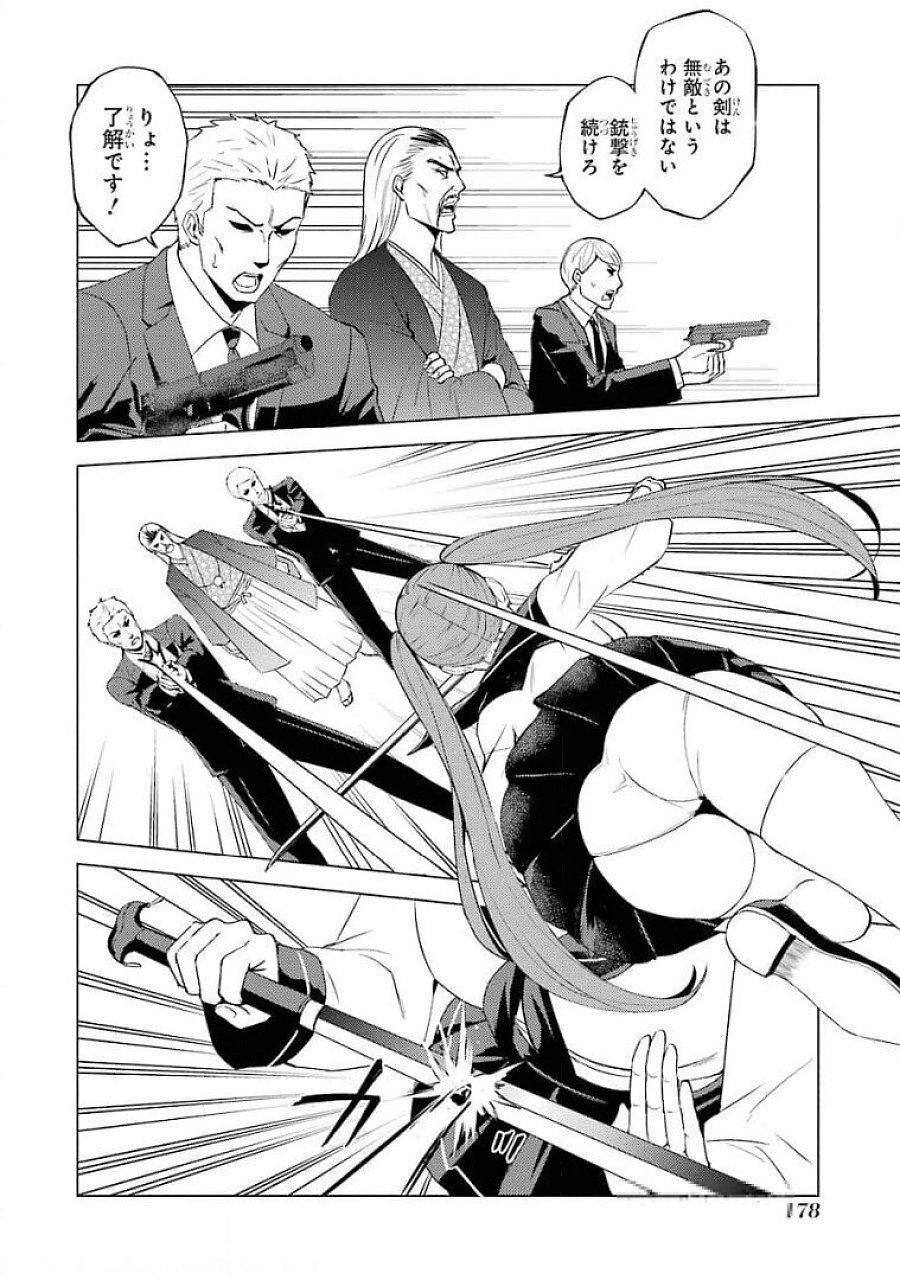 あの剣は
無敵という
わけではない
銃撃を
続けろ
りょ…
了解です！
ガッ
178